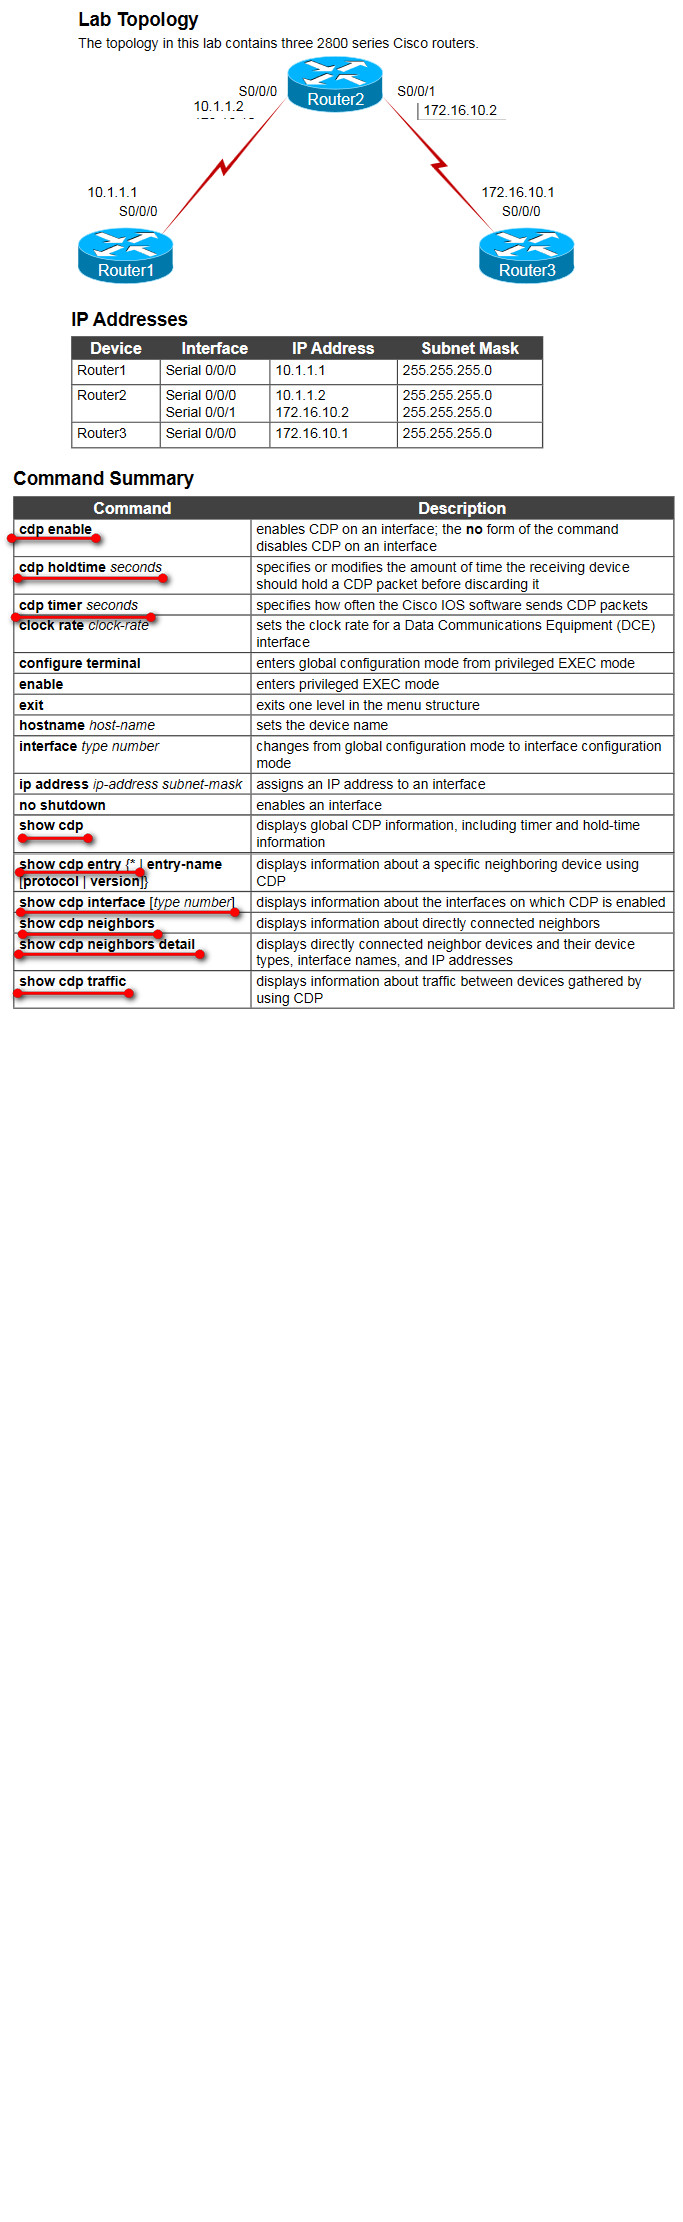 Lab Topology
The topology in this lab contains three 2800 series Cisco routers.
S0/0/0
S0/0/1
Router2
10.1.1.2
172.16.10.2
10.1.1.1
172.16.10.1
S0/0/0
S0/0/0
Router1
Router3
IP Addresses
Device Interface IP Address Subnet Mask
Router1 Serial 0/0/0 10.1.1.1 255.255.255.0
Router2 Serial 0/0/0 10.1.1.2 255.255.255.0
Serial 0/0/1 172.16.10.2 255.255.255.0
Router3 Serial 0/0/0 172.16.10.1 255.255.255.0
Command Summary
Command Description
cdp enable enables CDP on an interface; the no form of the command
disables CDP on an interface
cdp holdtime seconds specifies or modifies the amount of time the receiving device
should hold a CDP packet before discarding it
cdp timer seconds specifies how often the Cisco IOS software sends CDP packets
clock rate clock-rate sets the clock rate for a Data Communications Equipment (DCE)
interface
configure terminal enters global configuration mode from privileged EXEC mode
enable enters privileged EXEC mode
exit exits one level in the menu structure
hostname host-name sets the device name
interface type number changes from global configuration mode to interface configuration
mode
ip address ip-address subnet-mask assigns an IP address to an interface
no shutdown enables an interface
show cdp displays global CDP information, including timer and hold-time
information
show cdp entry {* | entry-name displays information about a specific neighboring device using
[protocol | version]} CDP
show cdp interface [type number] displays information about the interfaces on which CDP is enabled
show cdp neighbors displays information about directly connected neighbors
show cdp neighbors detail displays directly connected neighbor devices and their device
types, interface names, and IP addresses
show cdp traffic displays information about traffic between devices gathered by
using CDP